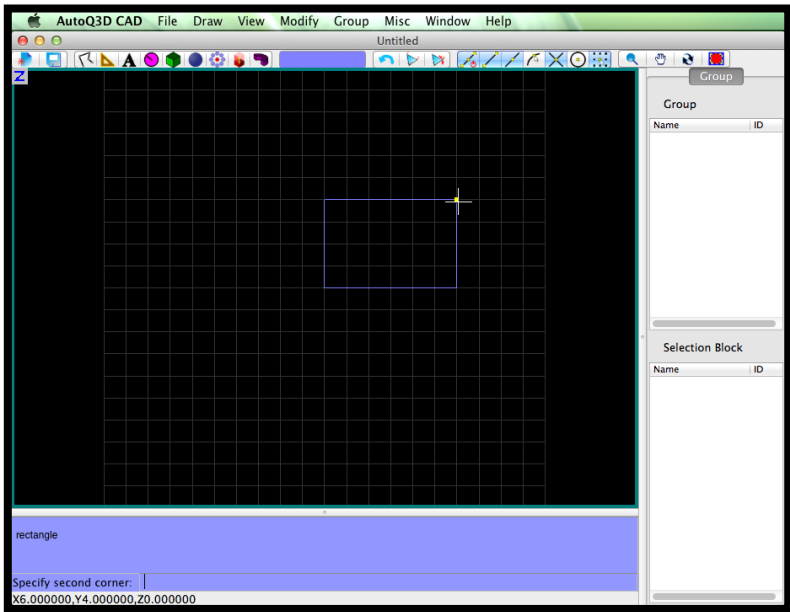 AutoQ3D CAD File Draw View Modify Group Misc Window Help
Untitled
A
Z
Group
Group
Name ID
Selection Block
Name ID
rectangle
Specify second corner:
X6.000000,Y4.000000,Z0.000000